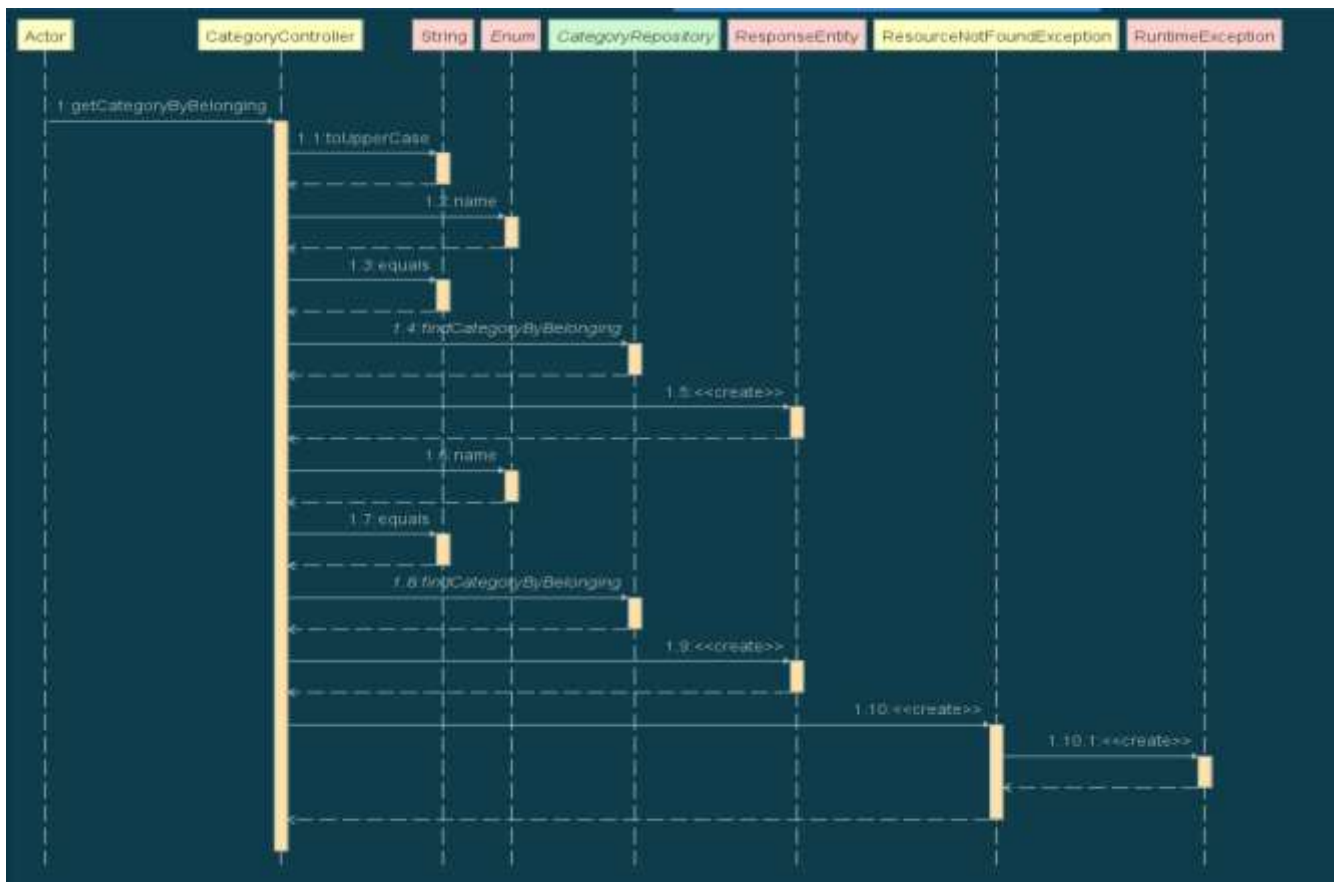 Actor CategoryController String Enum CategoryRepository ResponseEntity ResourceNotFoundException RuntimeException
1:getCategoryByBelonging
1.1:toUpperCase
1.2:name
1.3:equals
1.4:findCategoryByBelonging
1.5:<<create>>
1.6:name
1.7:equals
1.8:findCategoryByBelonging
1.9:<<create>>
1.10:<<create>>
1.10.1:<<create>>